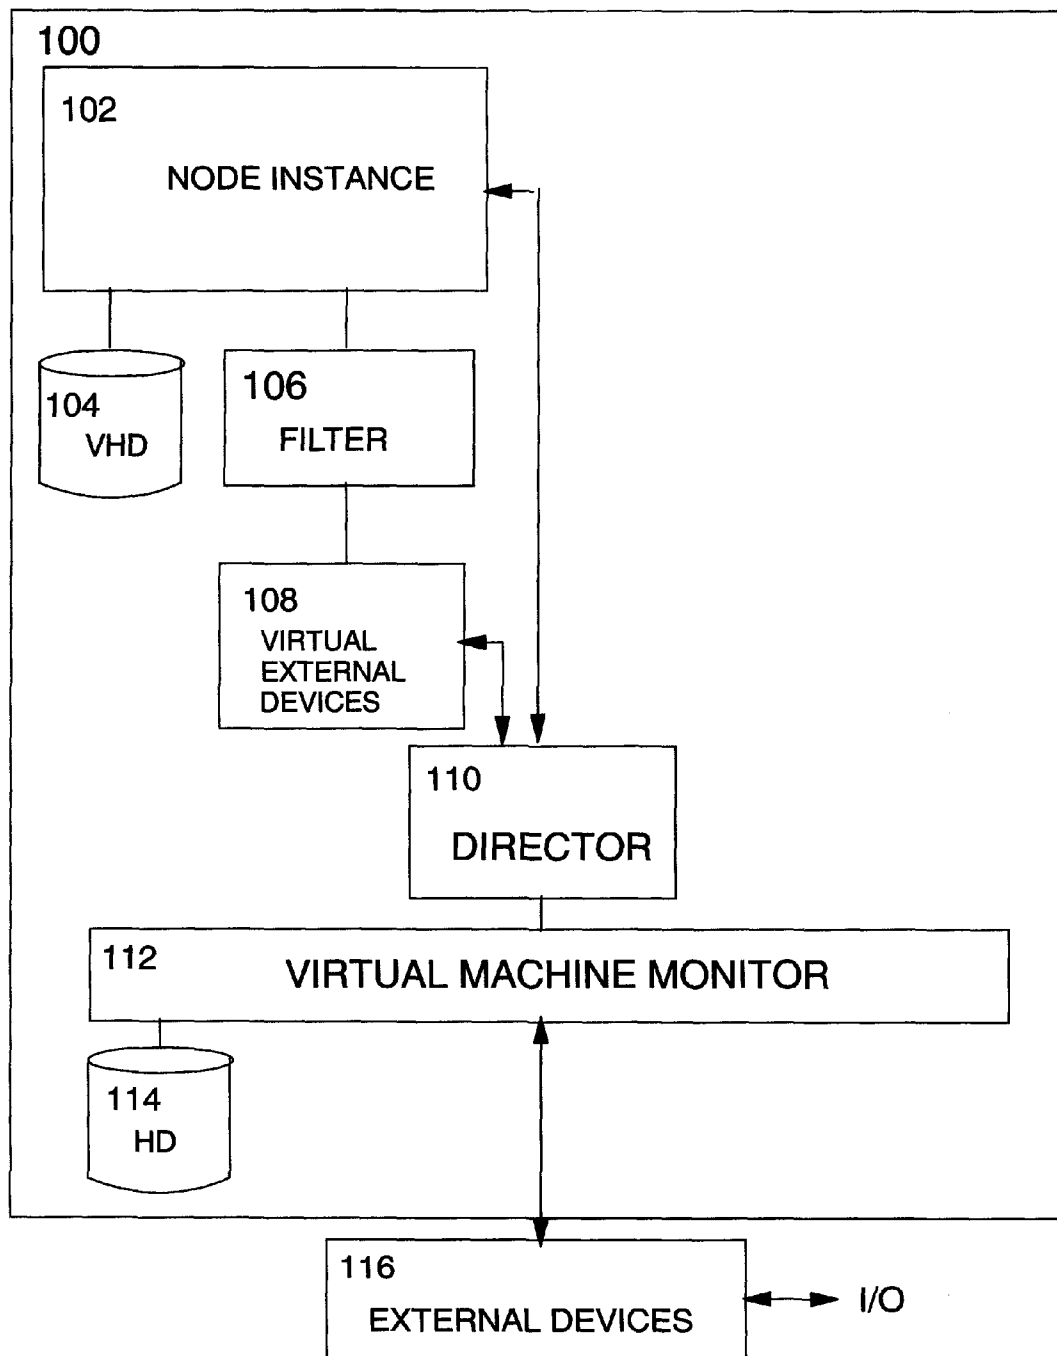 100
102
NODE INSTANCE
104
VHD
106
FILTER
108
VIRTUAL
EXTERNAL
DEVICES
110
DIRECTOR
112
VIRTUAL MACHINE MONITOR
114
HD
116
EXTERNAL DEVICES
I/O